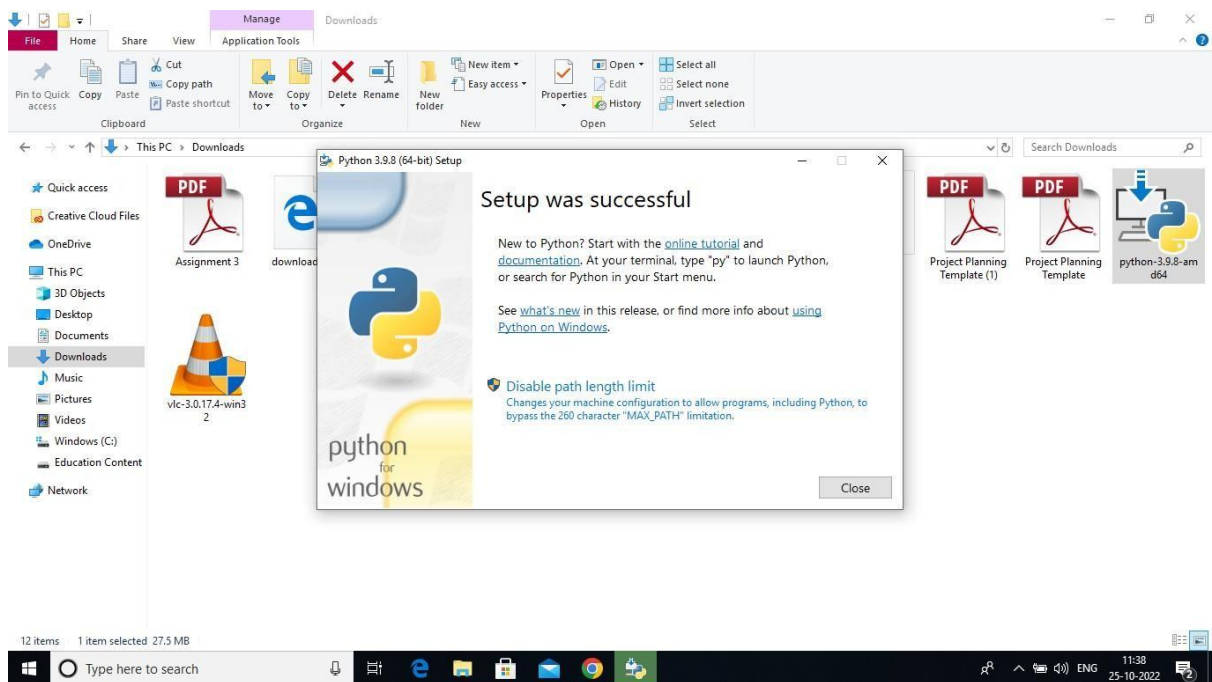 Manage
Downloads
File
Home
Share
View
Application Tools
Pin to Quick
access
Copy
Paste
Cut
Copy path
Paste shortcut
Clipboard
Move
to
Copy
to
Delete
Rename
Organize
New
folder
New item
Easy access
New
Properties
Open
Edit
History
Open
Select all
Select none
Invert selection
Select
This PC > Downloads
Search Downloads
Quick access
Creative Cloud Files
OneDrive
This PC
3D Objects
Desktop
Documents
Downloads
Music
Pictures
Videos
Windows (C:)
Education Content
Network
PDF
Assignment 3
download
vlc-3.0.17.4-win3
2
Python 3.9.8 (64-bit) Setup
Setup was successful
New to Python? Start with the online tutorial and
documentation. At your terminal, type "py" to launch Python,
or search for Python in your Start menu.
See what's new in this release, or find more info about using
Python on Windows.
Disable path length limit
Changes your machine configuration to allow programs, including Python, to
bypass the 260 character "MAX_PATH" limitation.
python
for
windows
Close
PDF
Project Planning
Template (1)
PDF
Project Planning
Template
python-3.9.8-am
d64
12 items
1 item selected 27.5 MB
Type here to search
ENG
11:38
25-10-2022
2